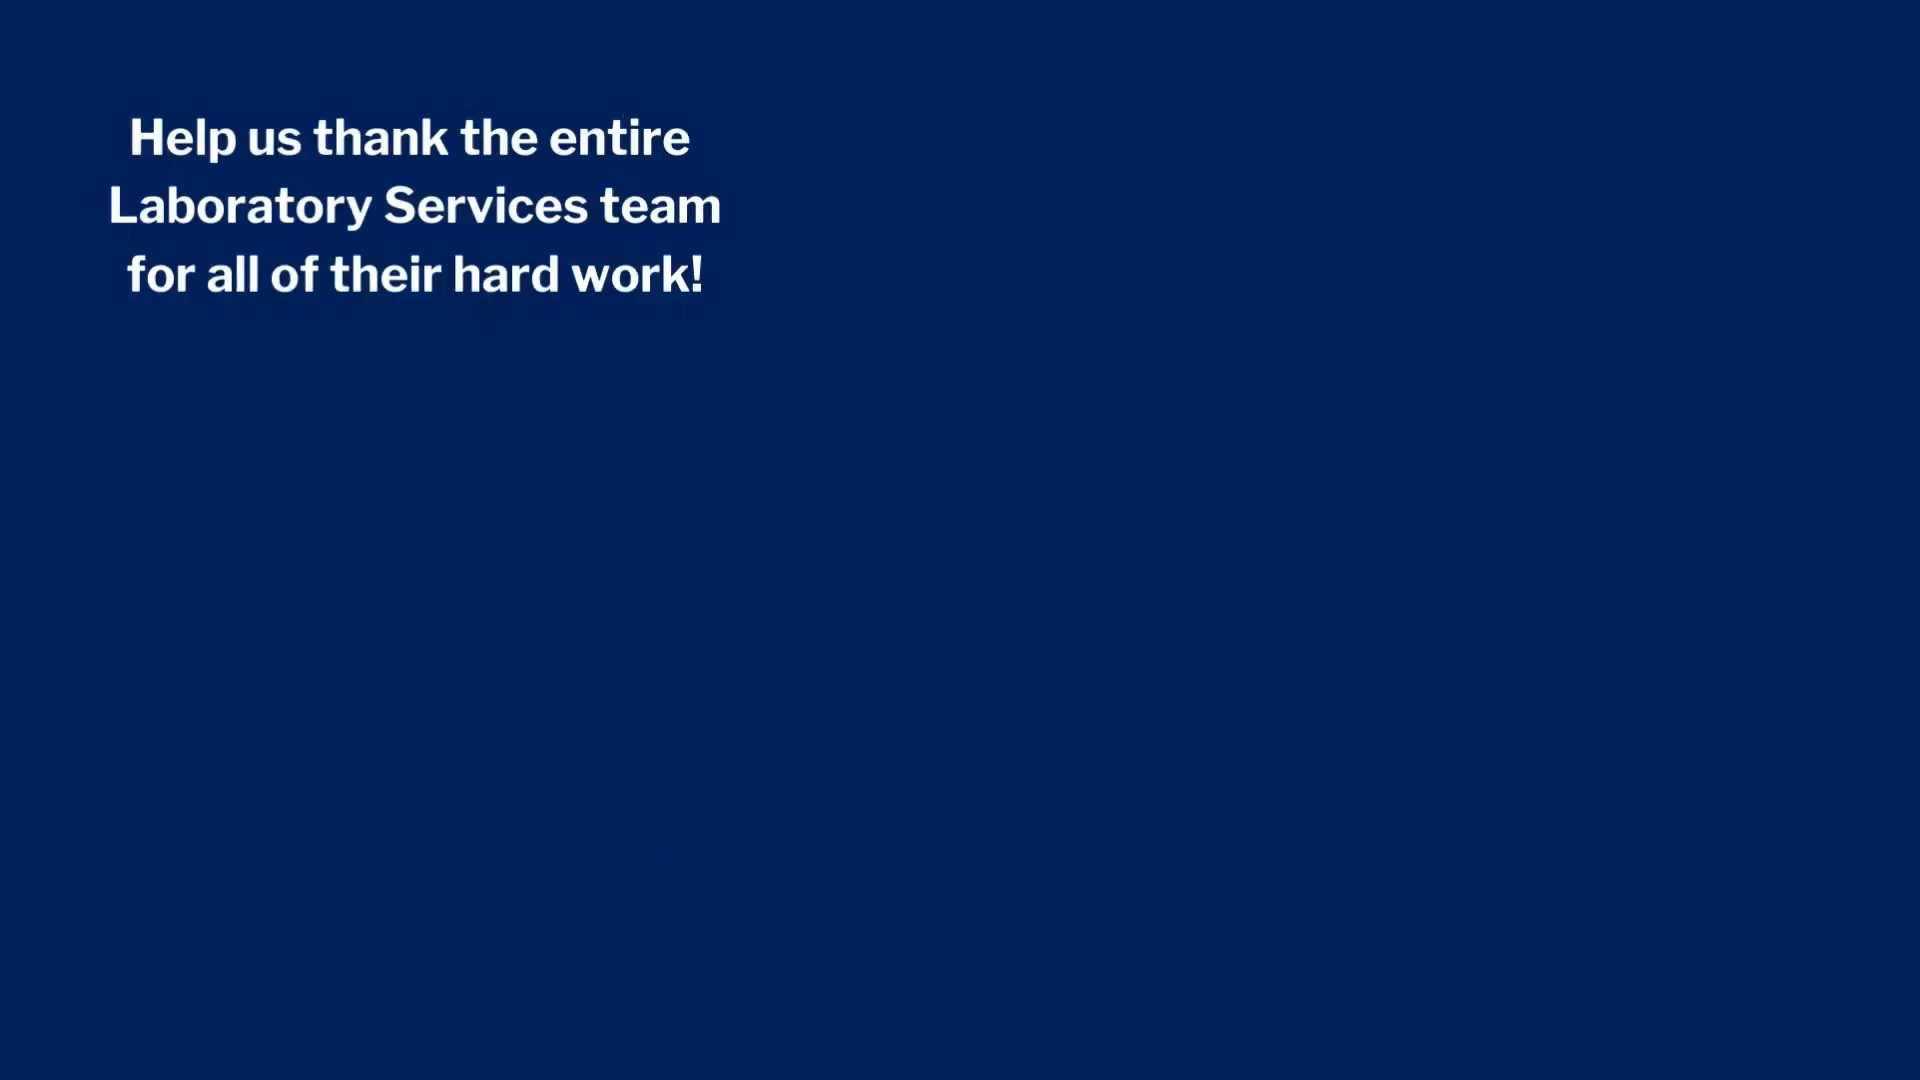 Help us thank the entire
Laboratory Services team
for all of their hard work!